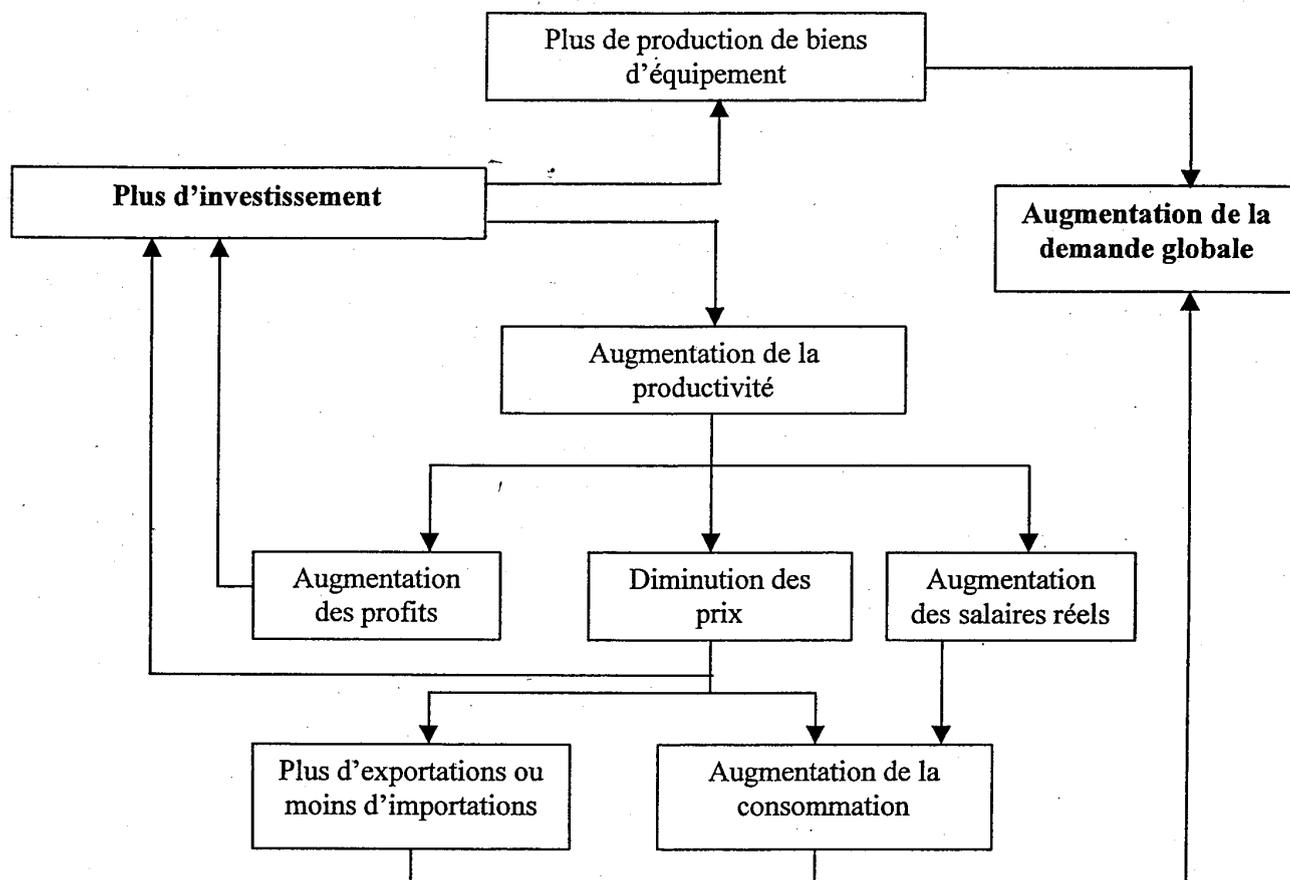 Plus de production de biens
d’équipement
Plus d’investissement
Augmentation de la
demande globale
Augmentation de la
productivité
Augmentation
des profits
Diminution des
prix
Augmentation
des salaires réels
Plus d’exportations ou
moins d’importations
Augmentation de la
consommation